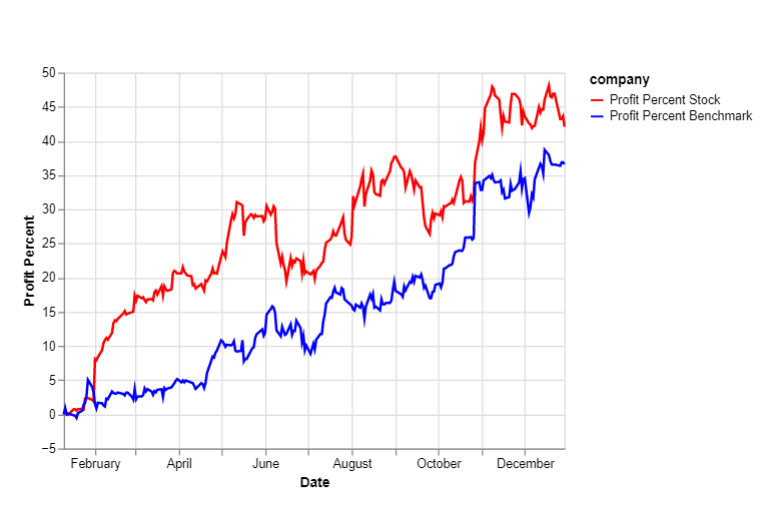 company
Profit Percent Stock
Profit Percent Benchmark
50
45
40
35
30
25
20
15
10
5
0
−5
Profit Percent
February April June August October December
Date